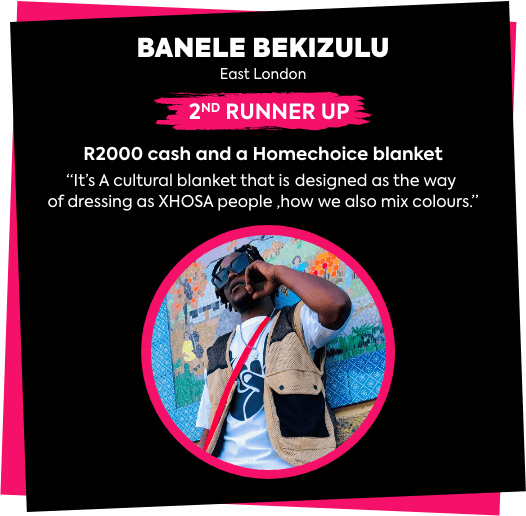 BANELE BEKIZULU
East London
2ND RUNNER UP
R2000 cash and a Homechoice blanket
“It’s A cultural blanket that is designed as the way
of dressing as XHOSA people ,how we also mix colours.”